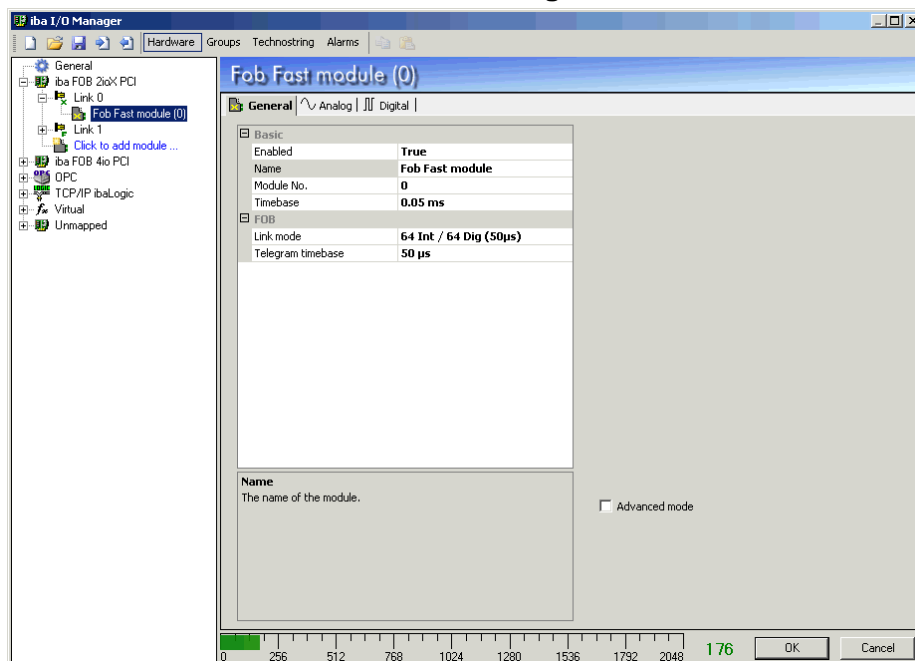 iba I/O Manager
Hardware Groups Technostring Alarms
General
iba FOB 2ioX PCI
Link 0
Fob Fast module (0)
Link 1
Click to add module ...
iba FOB 4io PCI
OPC
TCP/IP ibaLogic
Virtual
Unmapped
Fob Fast module (0)
General Analog Digital
Basic
Enabled True
Name Fob Fast module
Module No. 0
Timebase 0.05 ms
FOB
Link mode 64 Int / 64 Dig (50µs)
Telegram timebase 50 µs
Name
The name of the module.
Advanced mode
0 256 512 768 1024 1280 1536 1792 2048 176 OK Cancel